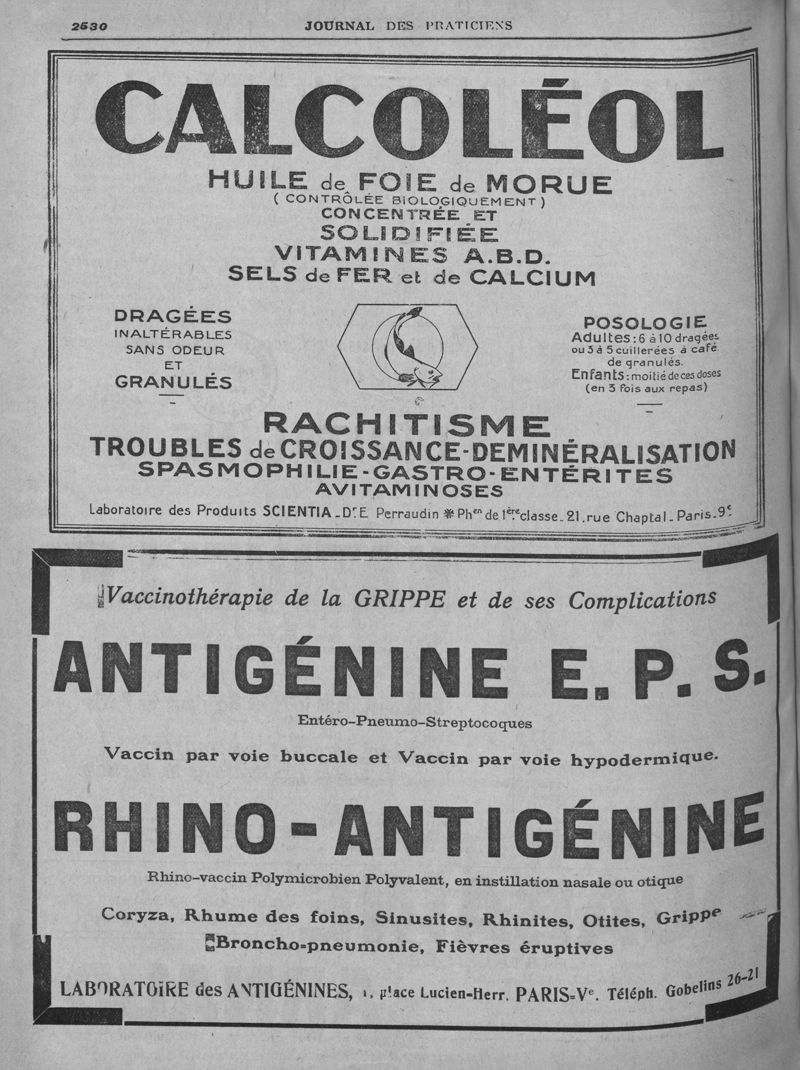 2530
JOURNAL DES PRATICIENS
CALCOLÉOL
HUILE de FOIE de MORUE
(CONTRÔLÉE BIOLOGIQUEMENT)
CONCENTRÉE ET
SOLIDIFIÉE
VITAMINES A.B.D.
SELS de FER et de CALCIUM
DRAGÉES
INALTÉRABLES
SANS ODEUR
ET
GRANULÉS
POSOLOGIE
Adultes: 6 à 10 dragées
ou 3 à 5 cuillerées à café
de granulés.
Enfants: moitié de ces doses
(en 3 fois aux repas)
RACHITISME
TROUBLES de CROISSANCE-DEMINÉRALISATION
SPASMOPHILIE-GASTRO-ENTÉRITES
AVITAMINOSES
Laboratoire des Produits SCIENTIA _ Dr E. Perraudin * Phen de 1ère classe_ 21, rue Chaptal _ Paris_9e.
Vaccinothérapie de la GRIPPE et de ses Complications
ANTIGÉNINE E. P. S.
Entéro-Pneumo-Streptocoques
Vaccin par voie buccale et Vaccin par voie hypodermique.
RHINO-ANTIGÉNINE
Rhino-vaccin Polymicrobien Polyvalent, en instillation nasale ou otique
Coryza, Rhume des foins, Sinusites, Rhinites, Otites, Grippe
Broncho-pneumonie, Fièvres éruptives
LABORATOIRE des ANTIGÉNINES, 1, place Lucien-Herr, PARIS-Ve. Téléph. Gobelins 26-21